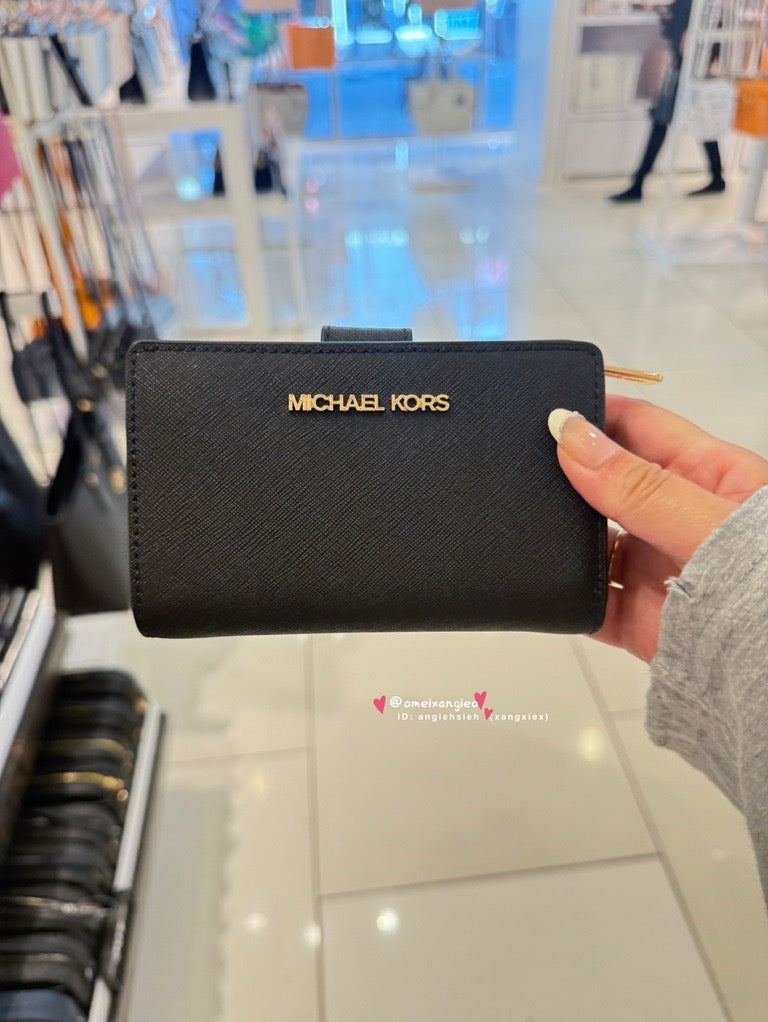 MICHAEL KORS
@omeixangieo
ID: angiehsieh (xangxiex)